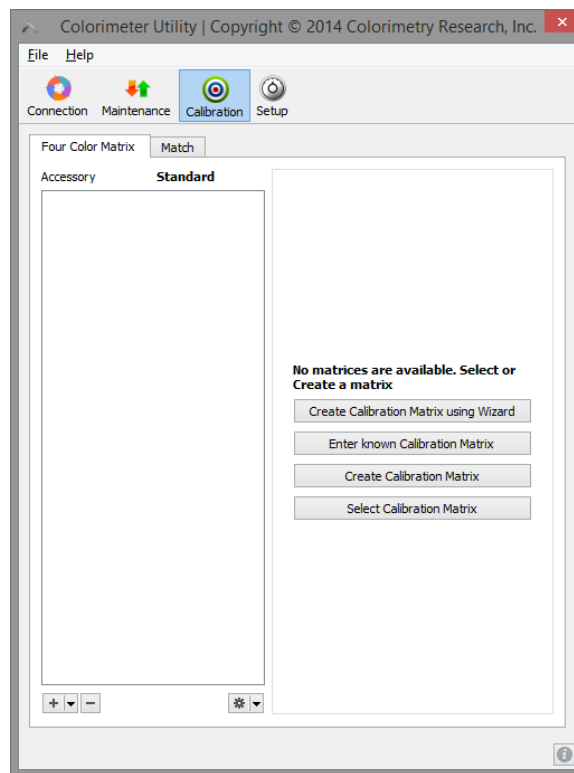 Colorimeter Utility | Copyright © 2014 Colorimetry Research, Inc.
File Help
Connection Maintenance Calibration Setup
Four Color Matrix Match
Accessory Standard
No matrices are available. Select or
Create a matrix
Create Calibration Matrix using Wizard
Enter known Calibration Matrix
Create Calibration Matrix
Select Calibration Matrix